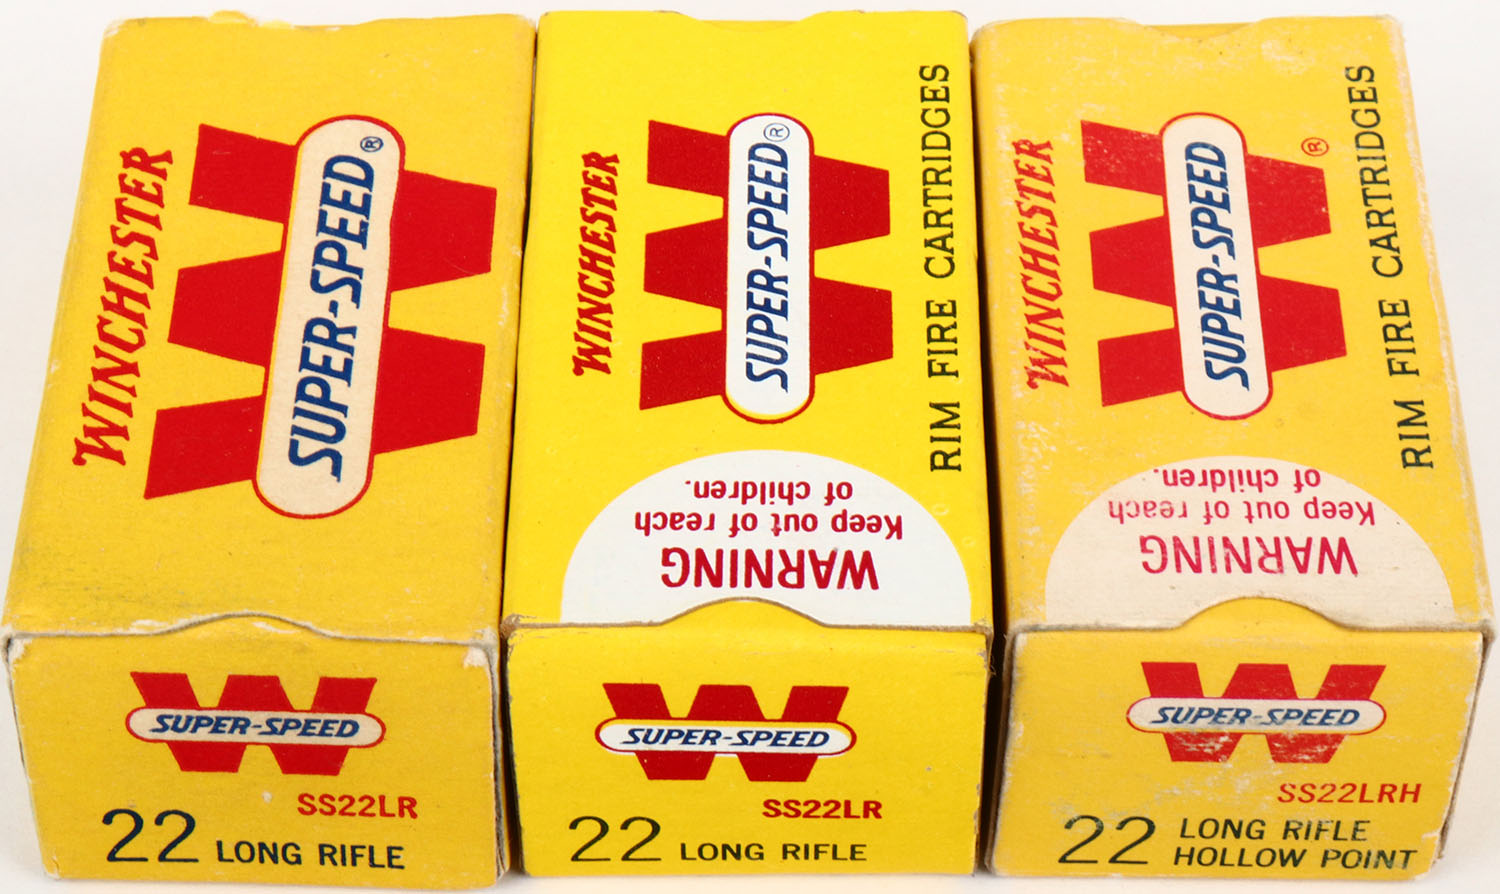 WINCHESTER
W
SUPER-SPEED®
W
SUPER-SPEED
SS22LR
22 LONG RIFLE
WINCHESTER
W
SUPER-SPEED®
RIM FIRE CARTRIDGES
WARNING
Keep out of reach
of children.
W
SUPER-SPEED
SS22LR
22 LONG RIFLE
WINCHESTER
W®
SUPER-SPEED
RIM FIRE CARTRIDGES
WARNING
Keep out of reach
of children.
W
SUPER-SPEED
SS22LRH
22 LONG RIFLE
HOLLOW POINT